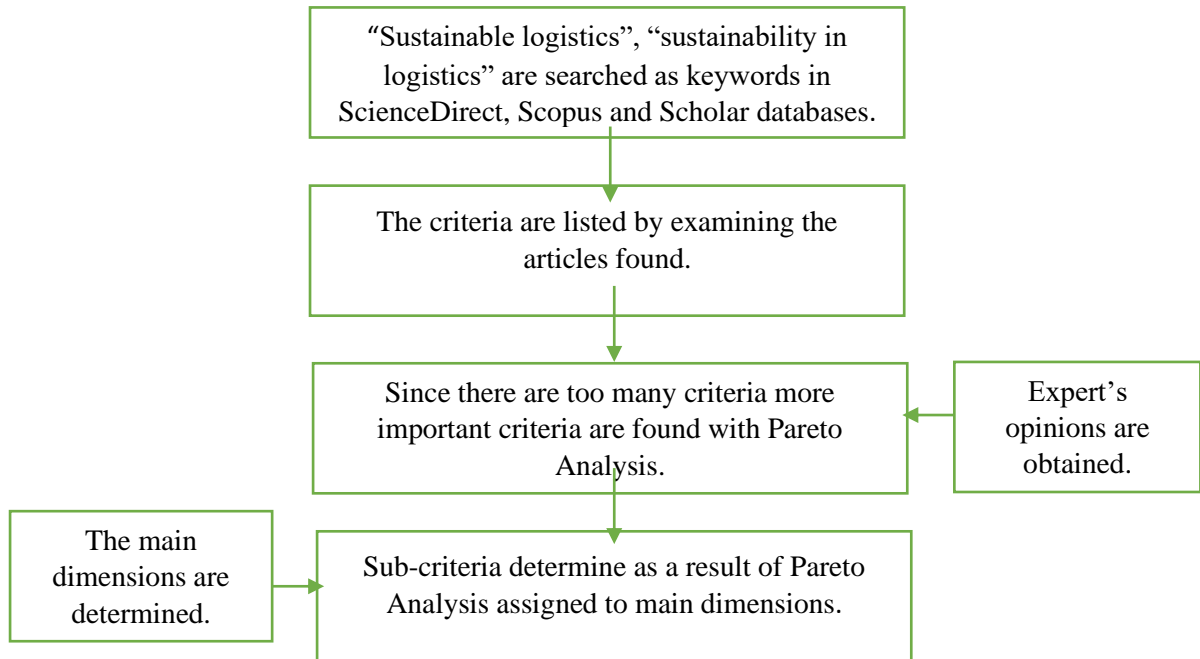 “Sustainable logistics”, “sustainability in
logistics” are searched as keywords in
ScienceDirect, Scopus and Scholar databases.
The criteria are listed by examining the
articles found.
Since there are too many criteria more
important criteria are found with Pareto
Analysis.
Expert’s
opinions are
obtained.
The main
dimensions are
determined.
Sub-criteria determine as a result of Pareto
Analysis assigned to main dimensions.